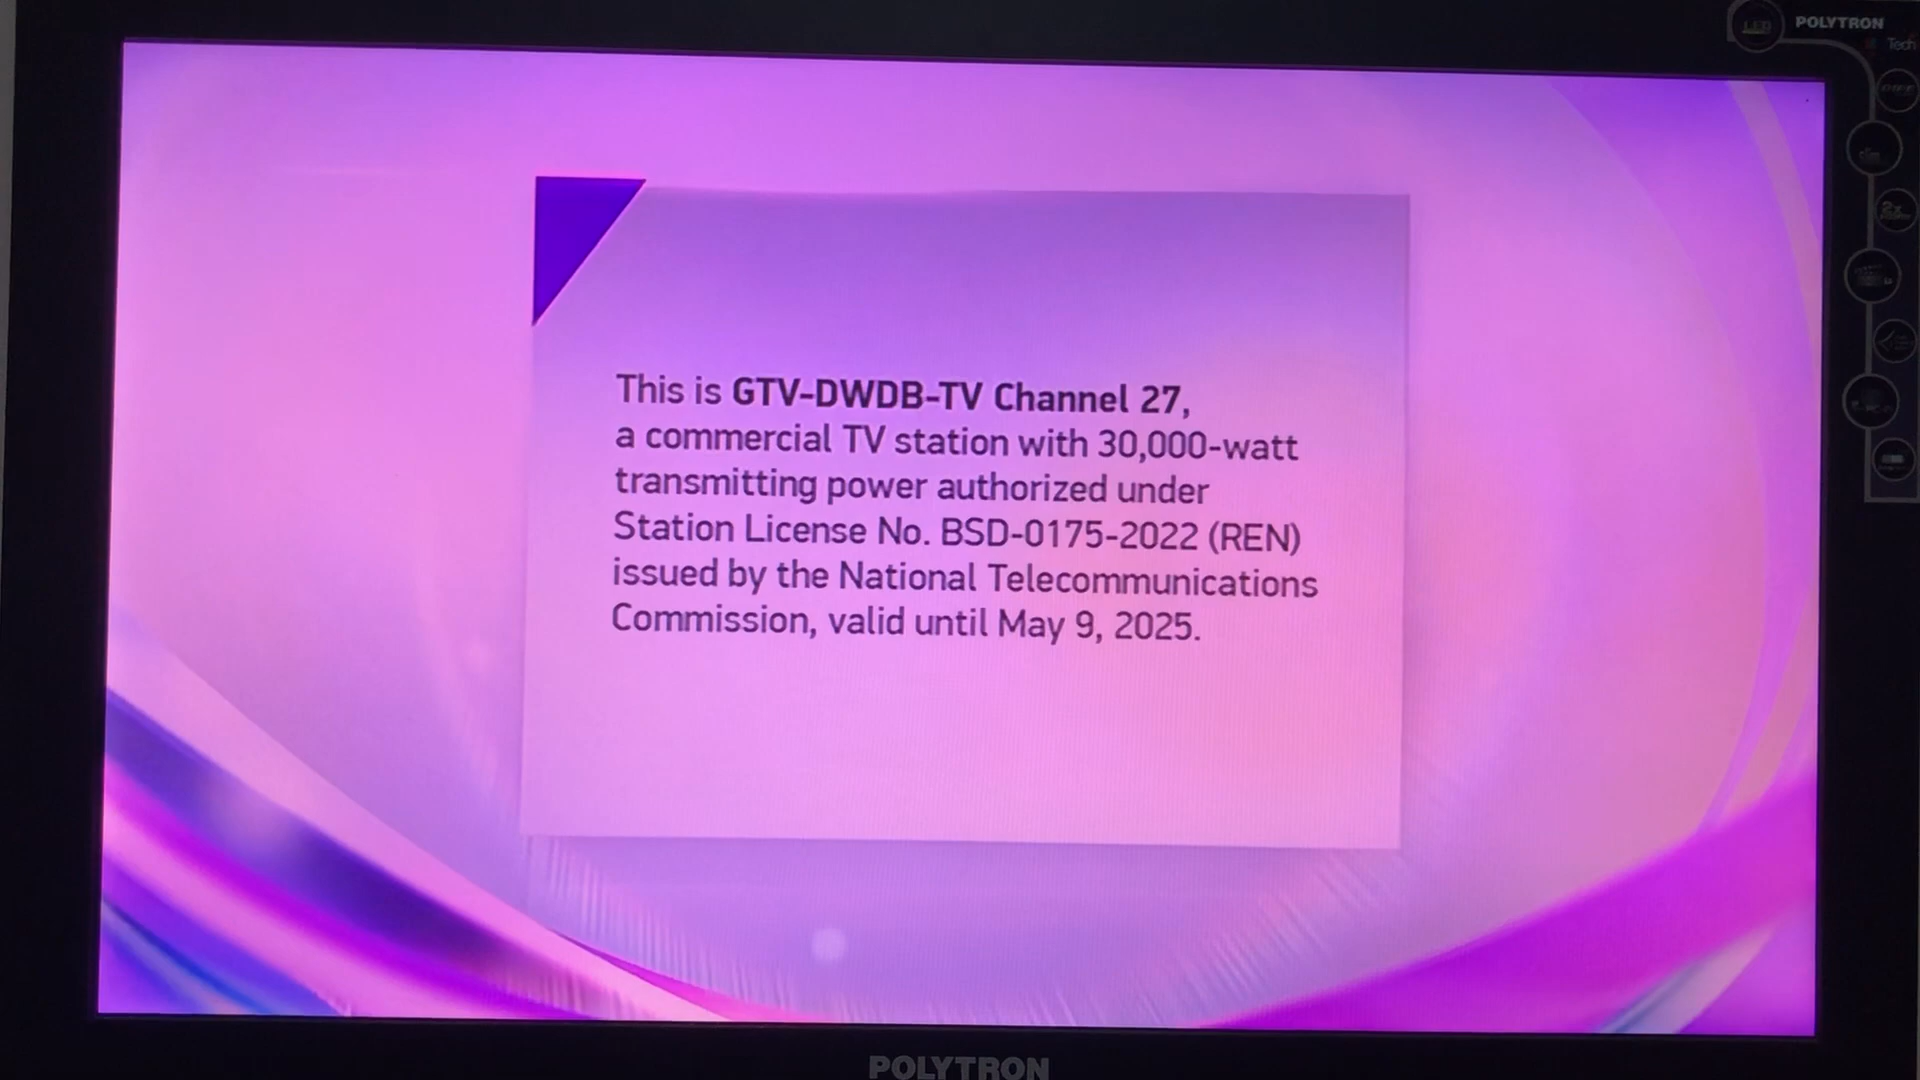 POLYTRON
Tech
This is GTV-DWDB-TV Channel 27,
a commercial TV station with 30,000-watt
transmitting power authorized under
Station License No. BSD-0175-2022 (REN)
issued by the National Telecommunications
Commission, valid until May 9, 2025.
POLYTRON